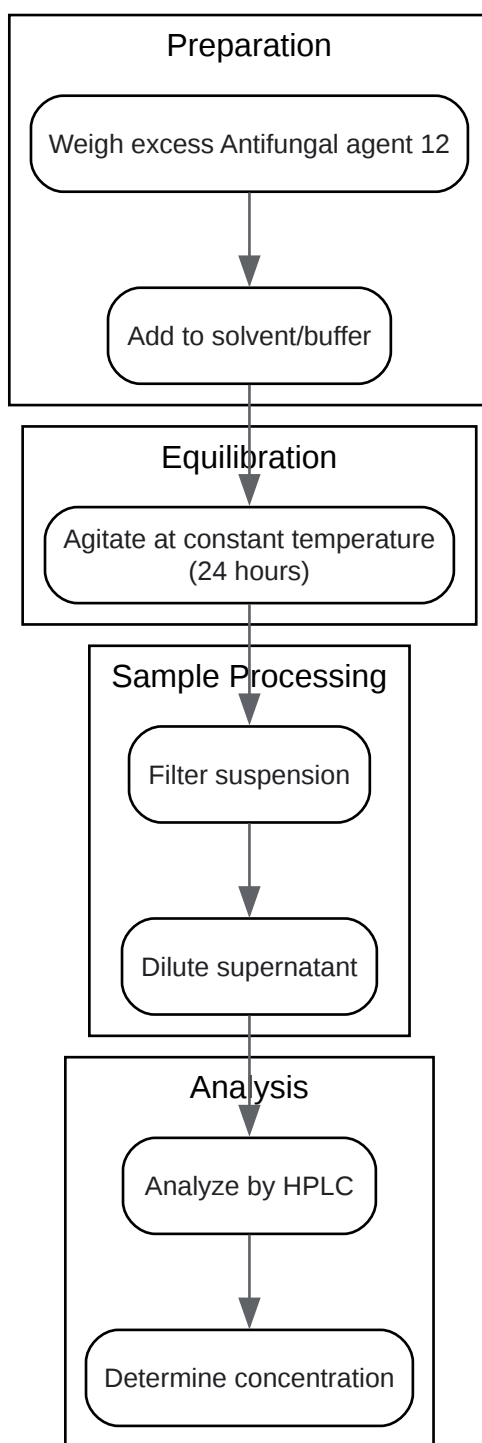 Preparation
Weigh excess Antifungal agent 12
Add to solvent/buffer
Equilibration
Agitate at constant temperature
(24 hours)
Sample Processing
Filter suspension
Dilute supernatant
Analysis
Analyze by HPLC
Determine concentration